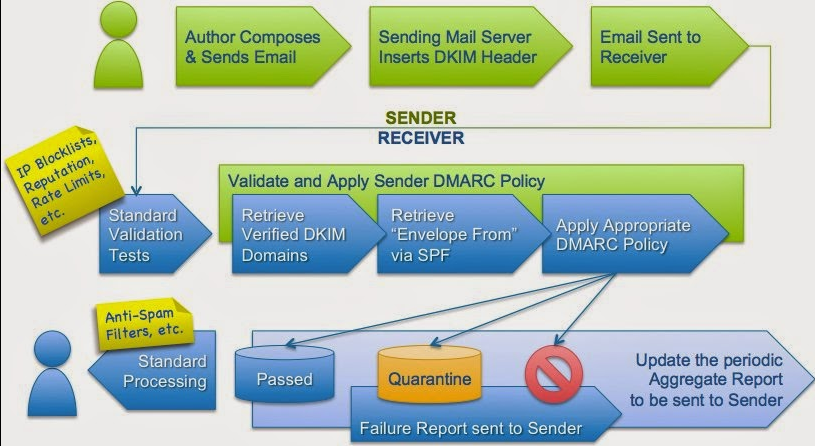 Author Composes
& Sends Email
Sending Mail Server
Inserts DKIM Header
Email Sent to
Receiver
SENDER
RECEIVER
IP Blocklists,
Reputation,
Rate Limits,
etc.
Validate and Apply Sender DMARC Policy
Standard
Validation
Tests
Retrieve
Verified DKIM
Domains
Retrieve
“Envelope From”
via SPF
Apply Appropriate
DMARC Policy
Anti-Spam
Filters, etc.
Standard
Processing
Passed
Quarantine
Update the periodic
Aggregate Report
to be sent to Sender
Failure Report sent to Sender